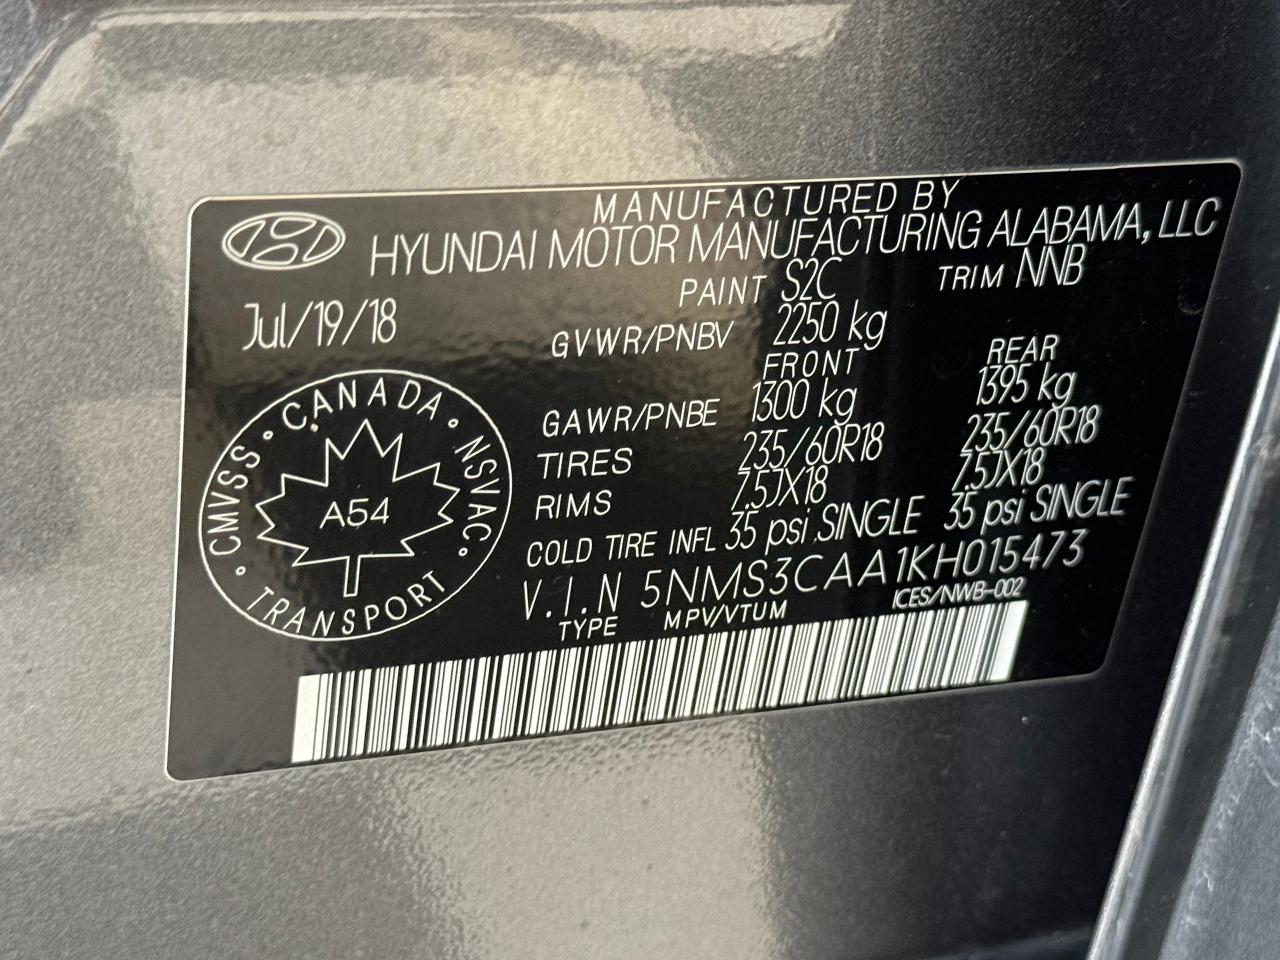 MANUFACTURED BY
HYUNDAI MOTOR MANUFACTURING ALABAMA, LLC
Jul/19/18
PAINT S2C TRIM NNB
GVWR/PNBV 2250 kg
FRONT REAR
GAWR/PNBE 1300 kg 1395 kg
TIRES 235/60R18 235/60R18
RIMS 7.5JX18 7.5JX18
COLD TIRE INFL 35 psi,SINGLE 35 psi SINGLE
V.I.N 5NMS3CAA1KH015473
TYPE MPV/VTUM ICES/NWB-002
CMVSS • CANADA • NSVAC •
A54
• TRANSPORT